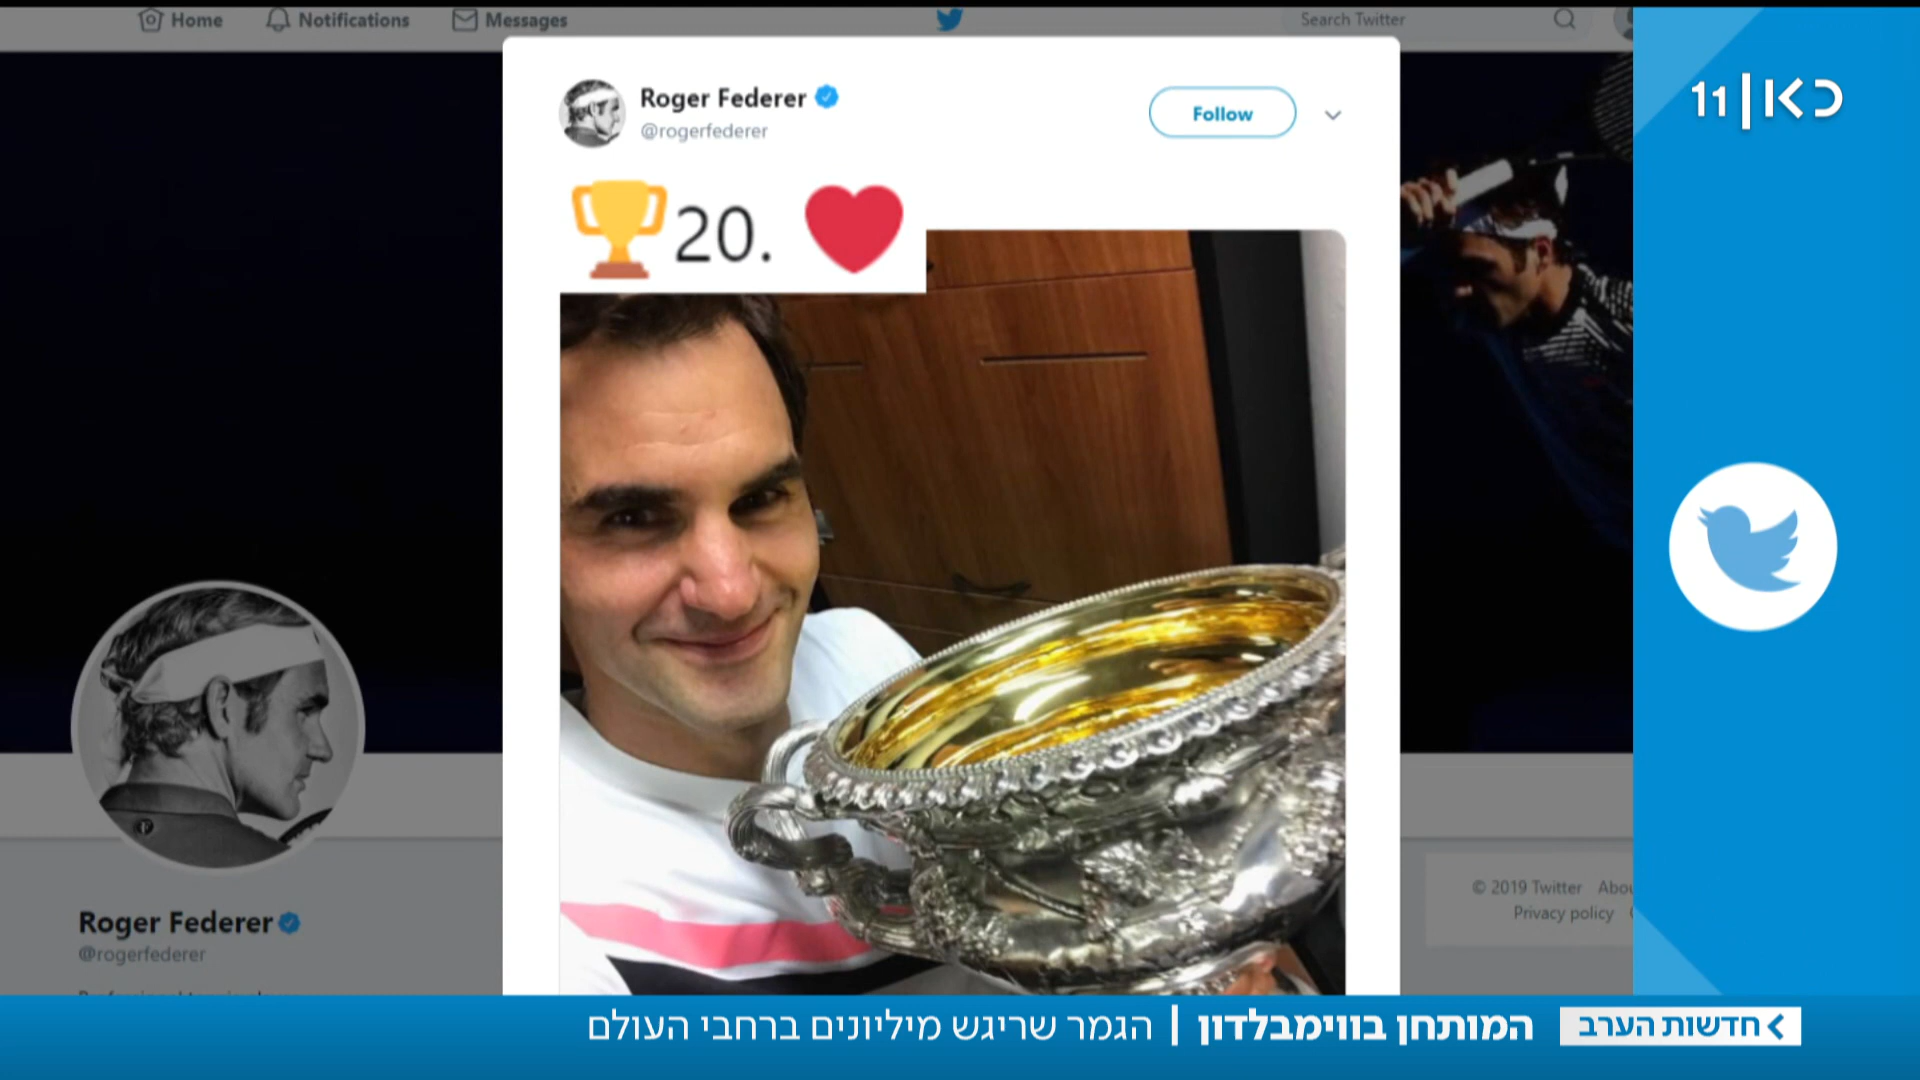 Home
Notifications
Messages
Search Twitter
11 | כאן
Roger Federer
@rogerfederer
Follow
20.
Roger Federer
@rogerfederer
© 2019 Twitter
Privacy policy
חדשות הערב
המותחן בווימבלדון | הגמר שריגש מיליונים ברחבי העולם